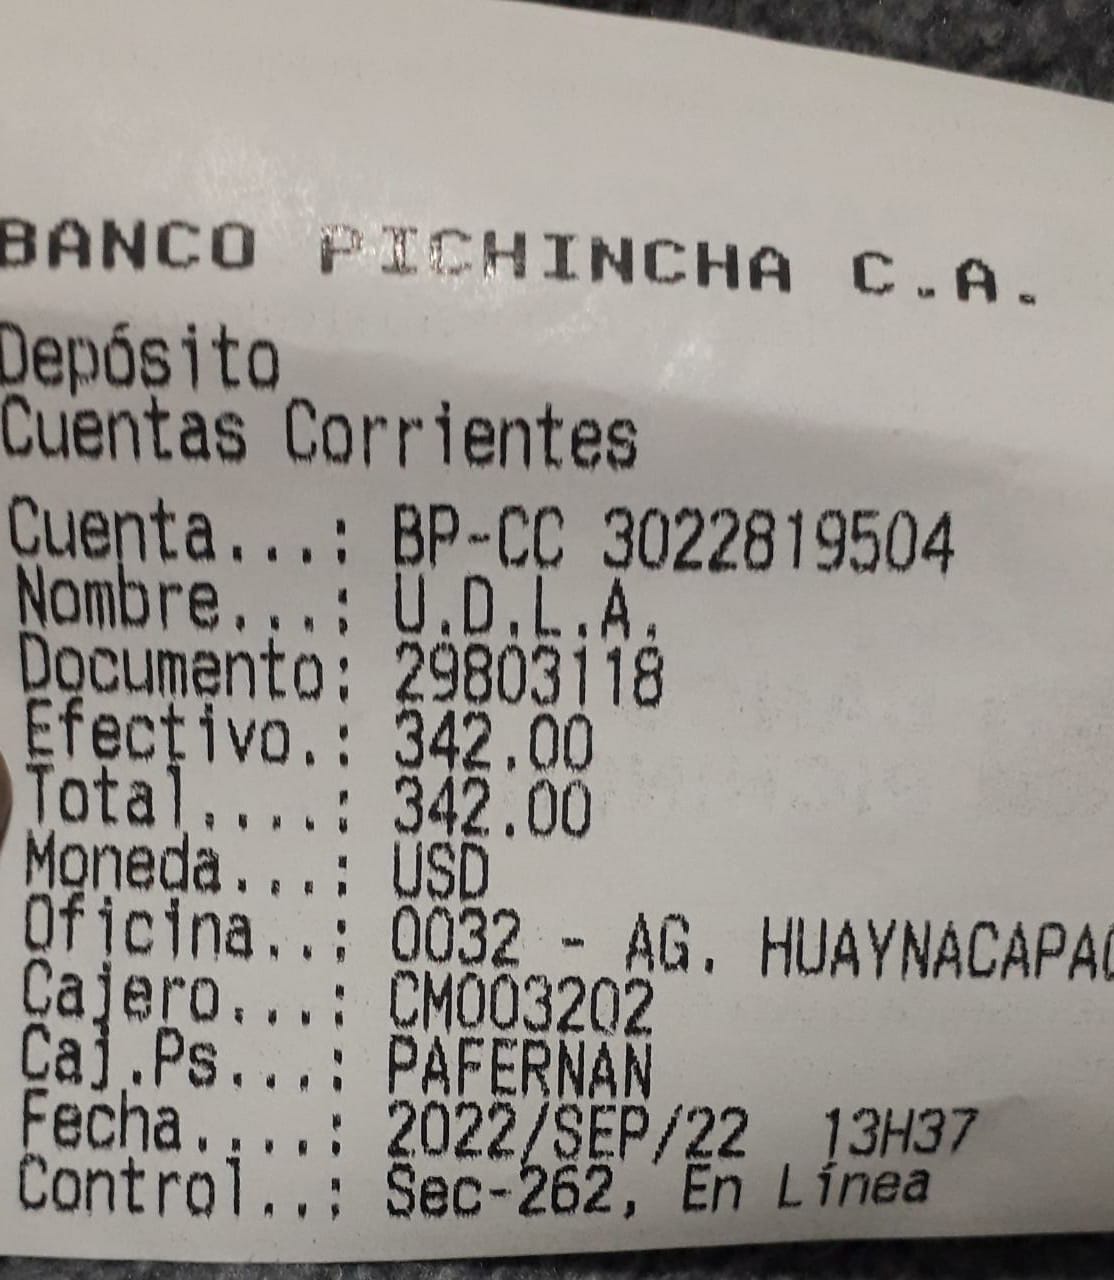 BANCO PICHINCHA C.A.
Depósito
Cuentas Corrientes
Cuenta...: BP-CC 3022819504
Nombre...: U.D.L.A.
Documento: 29803118
Efectivo.: 342.00
Total....: 342.00
Moneda...: USD
Oficina..: 0032 - AG. HUAYNACAPAC
Cajero...: CM003202
Caj.Ps...: PAFERNAN
Fecha....: 2022/SEP/22 13H37
Control..: Sec-262, En Línea